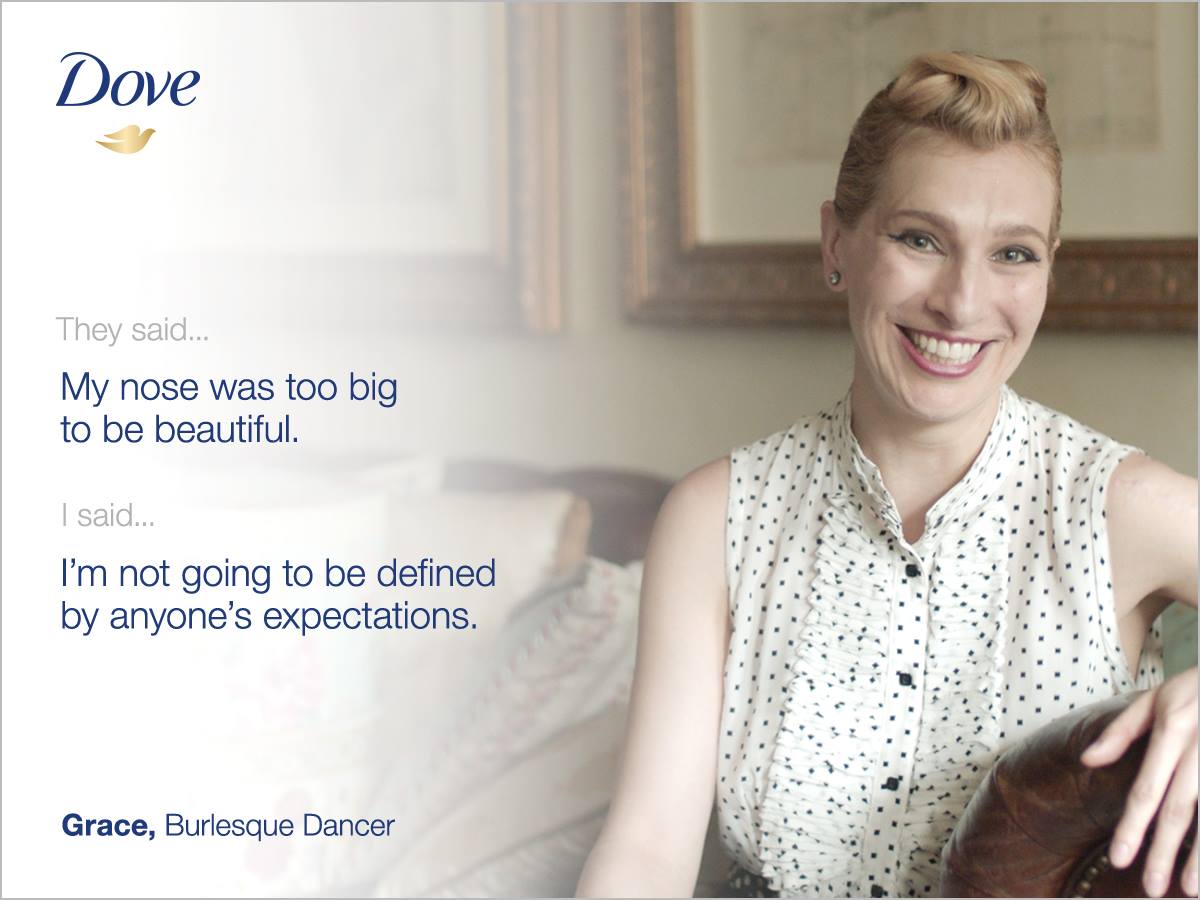 Dove
They said...
My nose was too big
to be beautiful.
I said...
I’m not going to be defined
by anyone’s expectations.
Grace, Burlesque Dancer